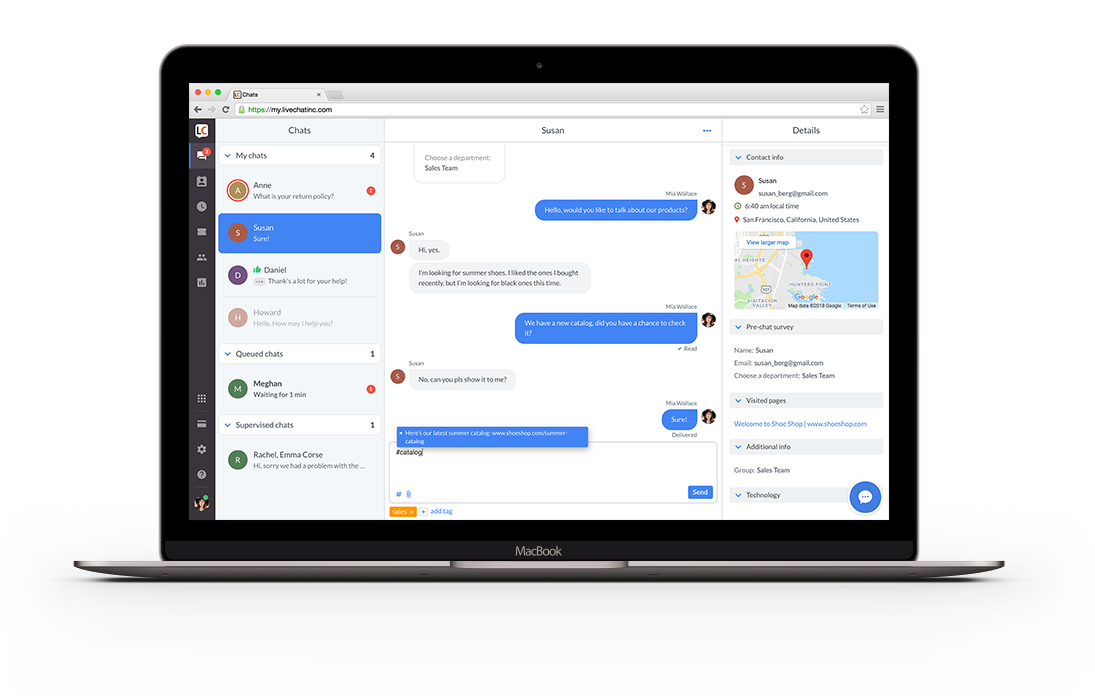 Chats
https://my.livechatinc.com
LC
2
Chats
My chats 4
A
Anne
What is your return policy?
2
S
Susan
Sure!
D
Daniel
Thank's a lot for your help!
H
Howard
Hello. How may I help you?
Queued chats 1
M
Meghan
Waiting for 1 min
1
Supervised chats 1
R
Rachel, Emma Corse
Hi, sorry we had a problem with the ...
Susan
Choose a department:
Sales Team
Mia Wallace
Hello, would you like to talk about our products?
Susan
S
Hi, yes.
I'm looking for summer shoes. I liked the ones I bought
recently, but I'm looking for black ones this time.
Mia Wallace
We have a new catalog, did you have a chance to check
it?
Read
Susan
S
No, can you pls show it to me?
Mia Wallace
Sure!
Delivered
Here's our latest summer catalog: www.shoeshop.com/summer-
catalog
#catalog
#
Send
sales ×
+ add tag
Details
Contact info
S
Susan
susan_berg@gmail.com
6:40 am local time
San Francisco, California, United States
View larger map
AL HEIGHTS
HUNTERS POINT
VISITACION
VALLEY
Google
Map data ©2018 Google Terms of Use
Pre-chat survey
Name: Susan
Email: susan_berg@gmail.com
Choose a department: Sales Team
Visited pages
Welcome to Shoe Shop | www.shoeshop.com
Additional info
Group: Sales Team
Technology
MacBook